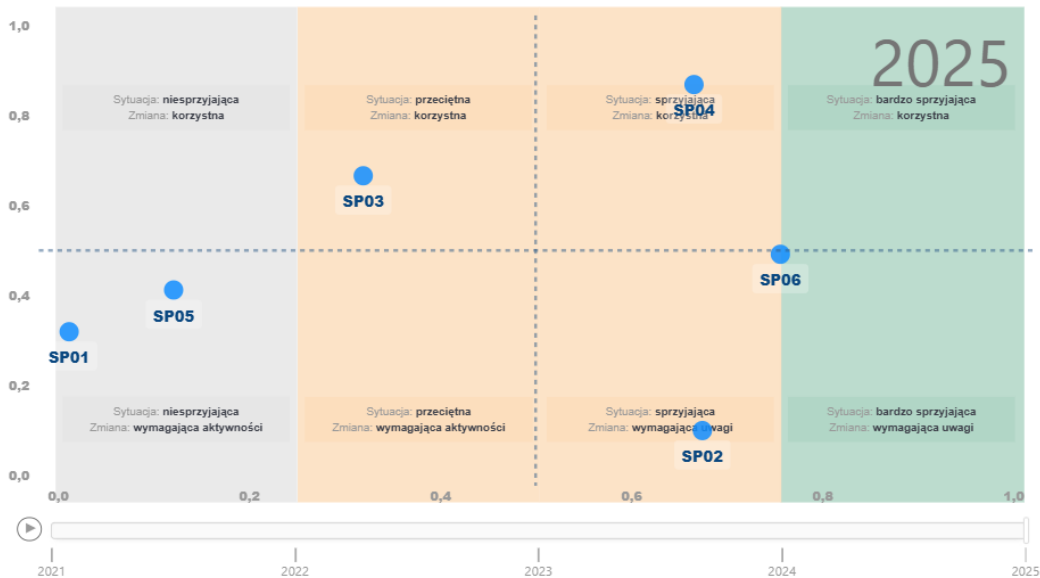 1,0
2025
Sytuacja: niesprzyjająca
Zmiana: korzystna
Sytuacja: przeciętna
Zmiana: korzystna
Sytuacja: sprzyjająca
Zmiana: korzystna
Sytuacja: bardzo sprzyjająca
Zmiana: korzystna
0,8
SP04
0,6
SP03
SP06
0,4
SP05
SP01
0,2
Sytuacja: niesprzyjająca
Zmiana: wymagająca aktywności
Sytuacja: przeciętna
Zmiana: wymagająca aktywności
Sytuacja: sprzyjająca
Zmiana: wymagająca uwagi
Sytuacja: bardzo sprzyjająca
Zmiana: wymagająca uwagi
SP02
0,0
0,0 0,2 0,4 0,6 0,8 1,0
2021 2022 2023 2024 2025